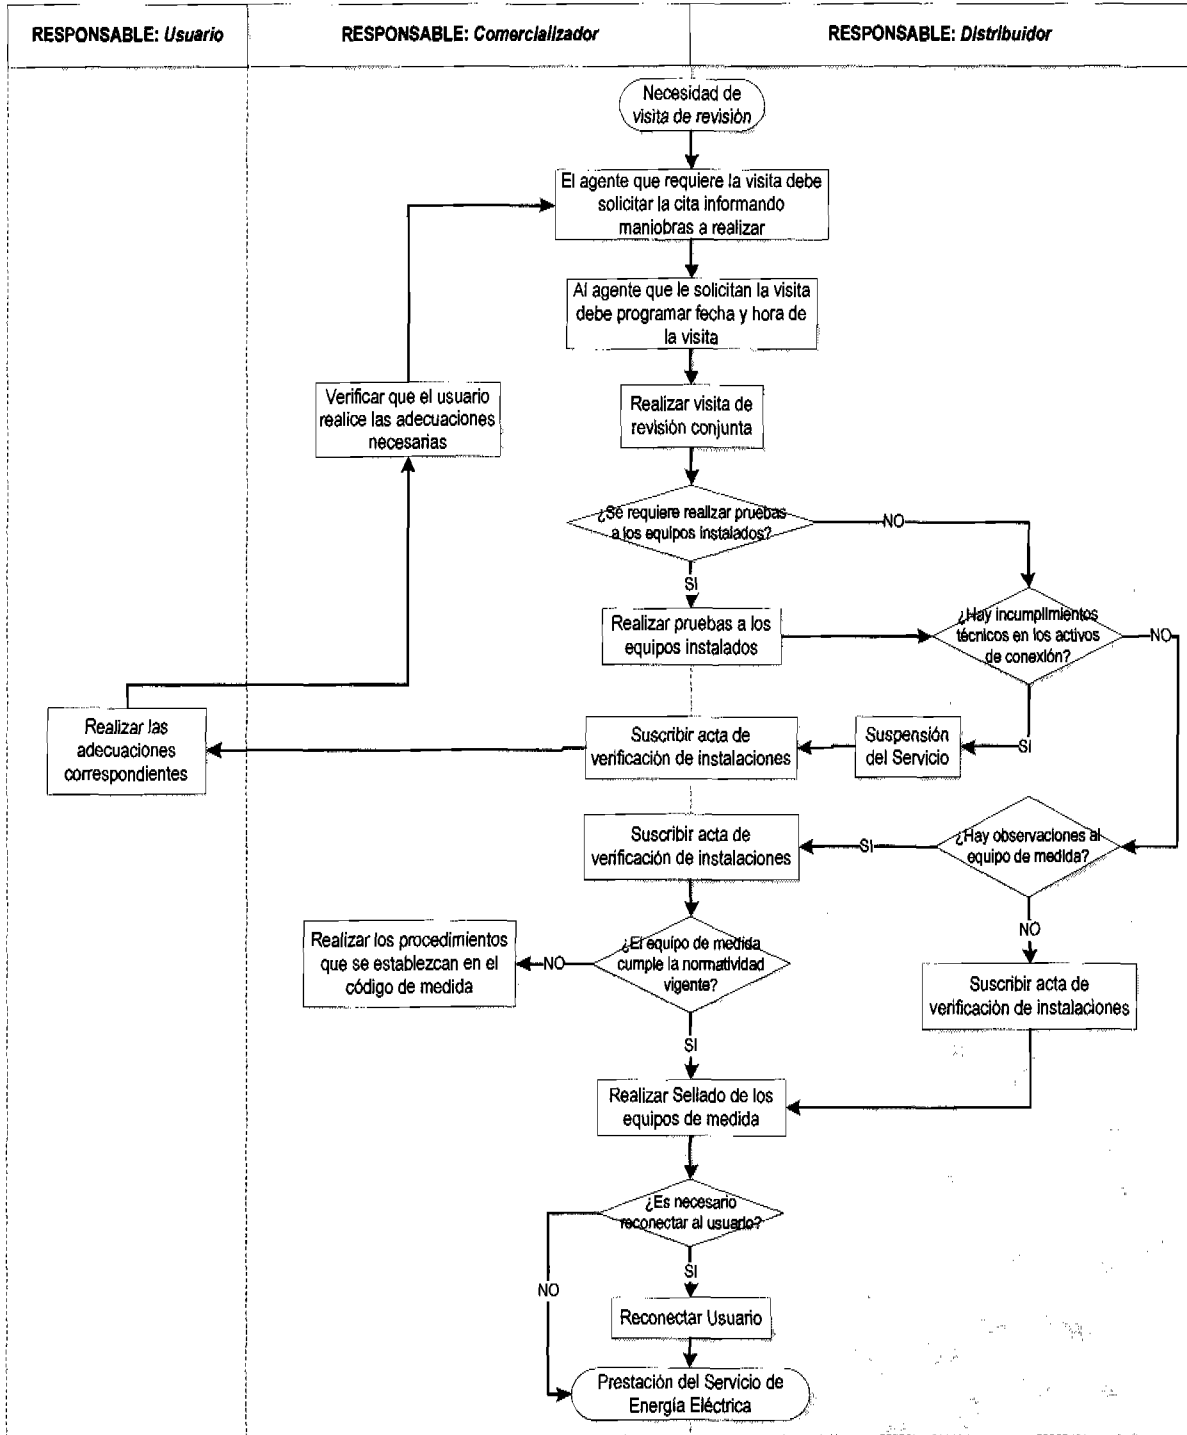 RESPONSABLE: Usuario
RESPONSABLE: Comercializador
RESPONSABLE: Distribuidor
Necesidad de
visita de revisión
El agente que requiere la visita debe
solicitar la cita informando
maniobras a realizar
Al agente que le solicitan la visita
debe programar fecha y hora de
la visita
Verificar que el usuario
realice las adecuaciones
necesarias
Realizar visita de
revisión conjunta
¿Se requiere realizar pruebas
a los equipos instalados?
NO
SI
Realizar pruebas a los
equipos instalados
¿Hay incumplimientos
técnicos en los activos
de conexión?
NO
SI
Realizar las
adecuaciones
correspondientes
Suscribir acta de
verificación de instalaciones
Suspensión
del Servicio
Suscribir acta de
verificación de instalaciones
SI
¿Hay observaciones al
equipo de medida?
NO
Realizar los procedimientos
que se establezcan en el
código de medida
NO
¿El equipo de medida
cumple la normatividad
vigente?
SI
Suscribir acta de
verificación de instalaciones
Realizar Sellado de los
equipos de medida
¿Es necesario
reconectar al usuario?
NO
SI
Reconectar Usuario
Prestación del Servicio de
Energía Eléctrica